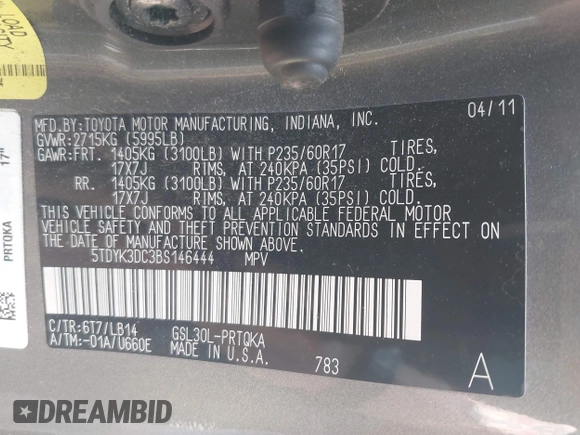 LOAD
17"
PRTQKA
MFD.BY:TOYOTA MOTOR MANUFACTURING, INDIANA, INC. 04/11
GVWR:2715KG (5995LB)
GAWR:FRT. 1405KG (3100LB) WITH P235/60R17 TIRES,
17X7J RIMS, AT 240KPA (35PSI) COLD.
RR. 1405KG (3100LB) WITH P235/60R17 TIRES,
17X7J RIMS, AT 240KPA (35PSI) COLD.
THIS VEHICLE CONFORMS TO ALL APPLICABLE FEDERAL MOTOR
VEHICLE SAFETY AND THEFT PREVENTION STANDARDS IN EFFECT ON
THE DATE OF MANUFACTURE SHOWN ABOVE.
5TDYK3DC3BS146444 MPV
C/TR:6T7/LB14 GSL30L-PRTQKA
A/TM:-01A/U660E MADE IN U.S.A. 783 A
DREAMBID